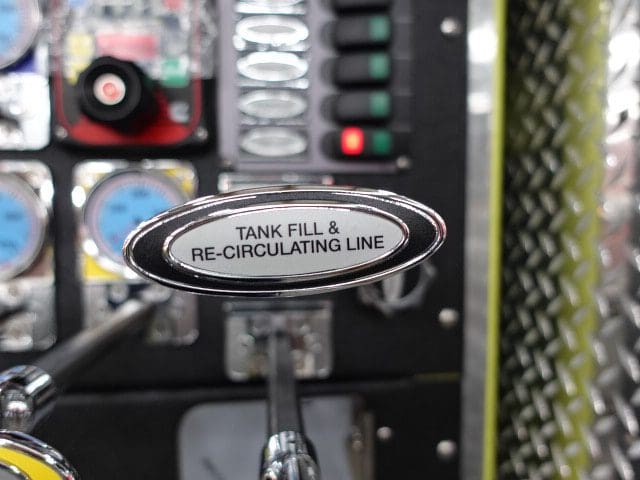 TANK FILL &
RE-CIRCULATING LINE